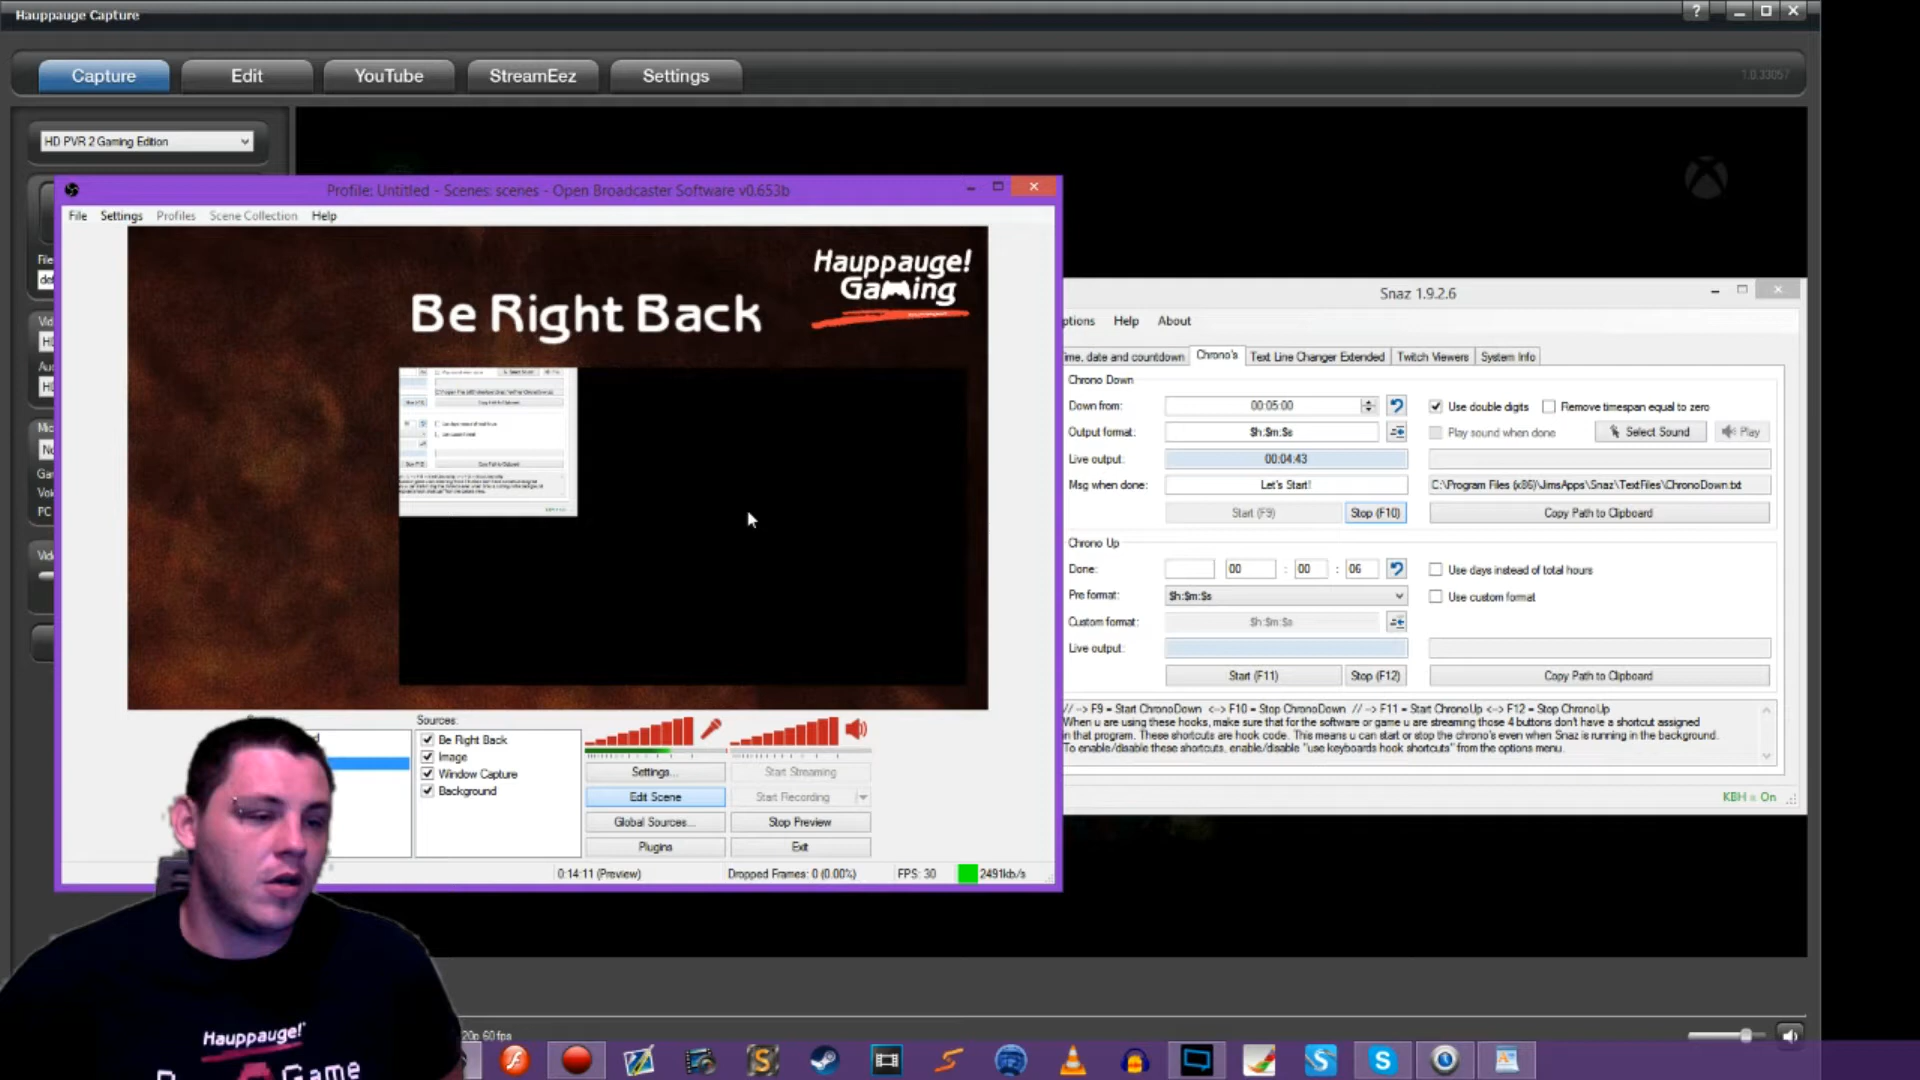 Hauppauge Capture
Capture
Edit
YouTube
StreamEez
Settings
1.0.33057
HD PVR 2 Gaming Edition
Profile: Untitled - Scenes: scenes - Open Broadcaster Software v0.653b
File
Settings
Profiles
Scene Collection
Help
Be Right Back
Hauppauge!
Gaming
Snaz 1.9.2.6
Help
About
Chrono's
Text Line Changer Extended
Twitch Viewers
System Info
Chrono Down
Down from:
00:05:00
Use double digits
Remove timespan equal to zero
Output format:
$h:$m:$s
Play sound when done
Select Sound
Play
Live output:
00:04:43
Msg when done:
Let's Start!
C:\Program Files (x86)\JimsApps\Snaz\TextFiles\ChronoDown.txt
Start (F9)
Stop (F10)
Copy Path to Clipboard
Chrono Up
Done:
00
:
00
:
06
Use days instead of total hours
Pre format:
$h:$m:$s
Use custom format
Custom format:
$h:$m:$s
Live output:
Start (F11)
Stop (F12)
Copy Path to Clipboard
// --> F9 = Start ChronoDown <--> F10 = Stop ChronoDown // --> F11 = Start ChronoUp <--> F12 = Stop ChronoUp
When u are using these hooks, make sure that for the software or game u are streaming those 4 buttons don't have a shortcut assigned
in that program. These shortcuts are hook code. This means u can start or stop the chrono's even when Snaz is running in the background.
To enable/disable these shortcuts, enable/disable "use keyboards hook shortcuts" from the options menu.
KBH = On
Sources:
Be Right Back
Image
Window Capture
Background
Settings...
Start Streaming
Edit Scene
Start Recording
Global Sources...
Stop Preview
Plugins
Exit
0:14:11 (Preview)
Dropped Frames: 0 (0.00%)
FPS: 30
2491kb/s
60 fps
Hauppauge!
Game